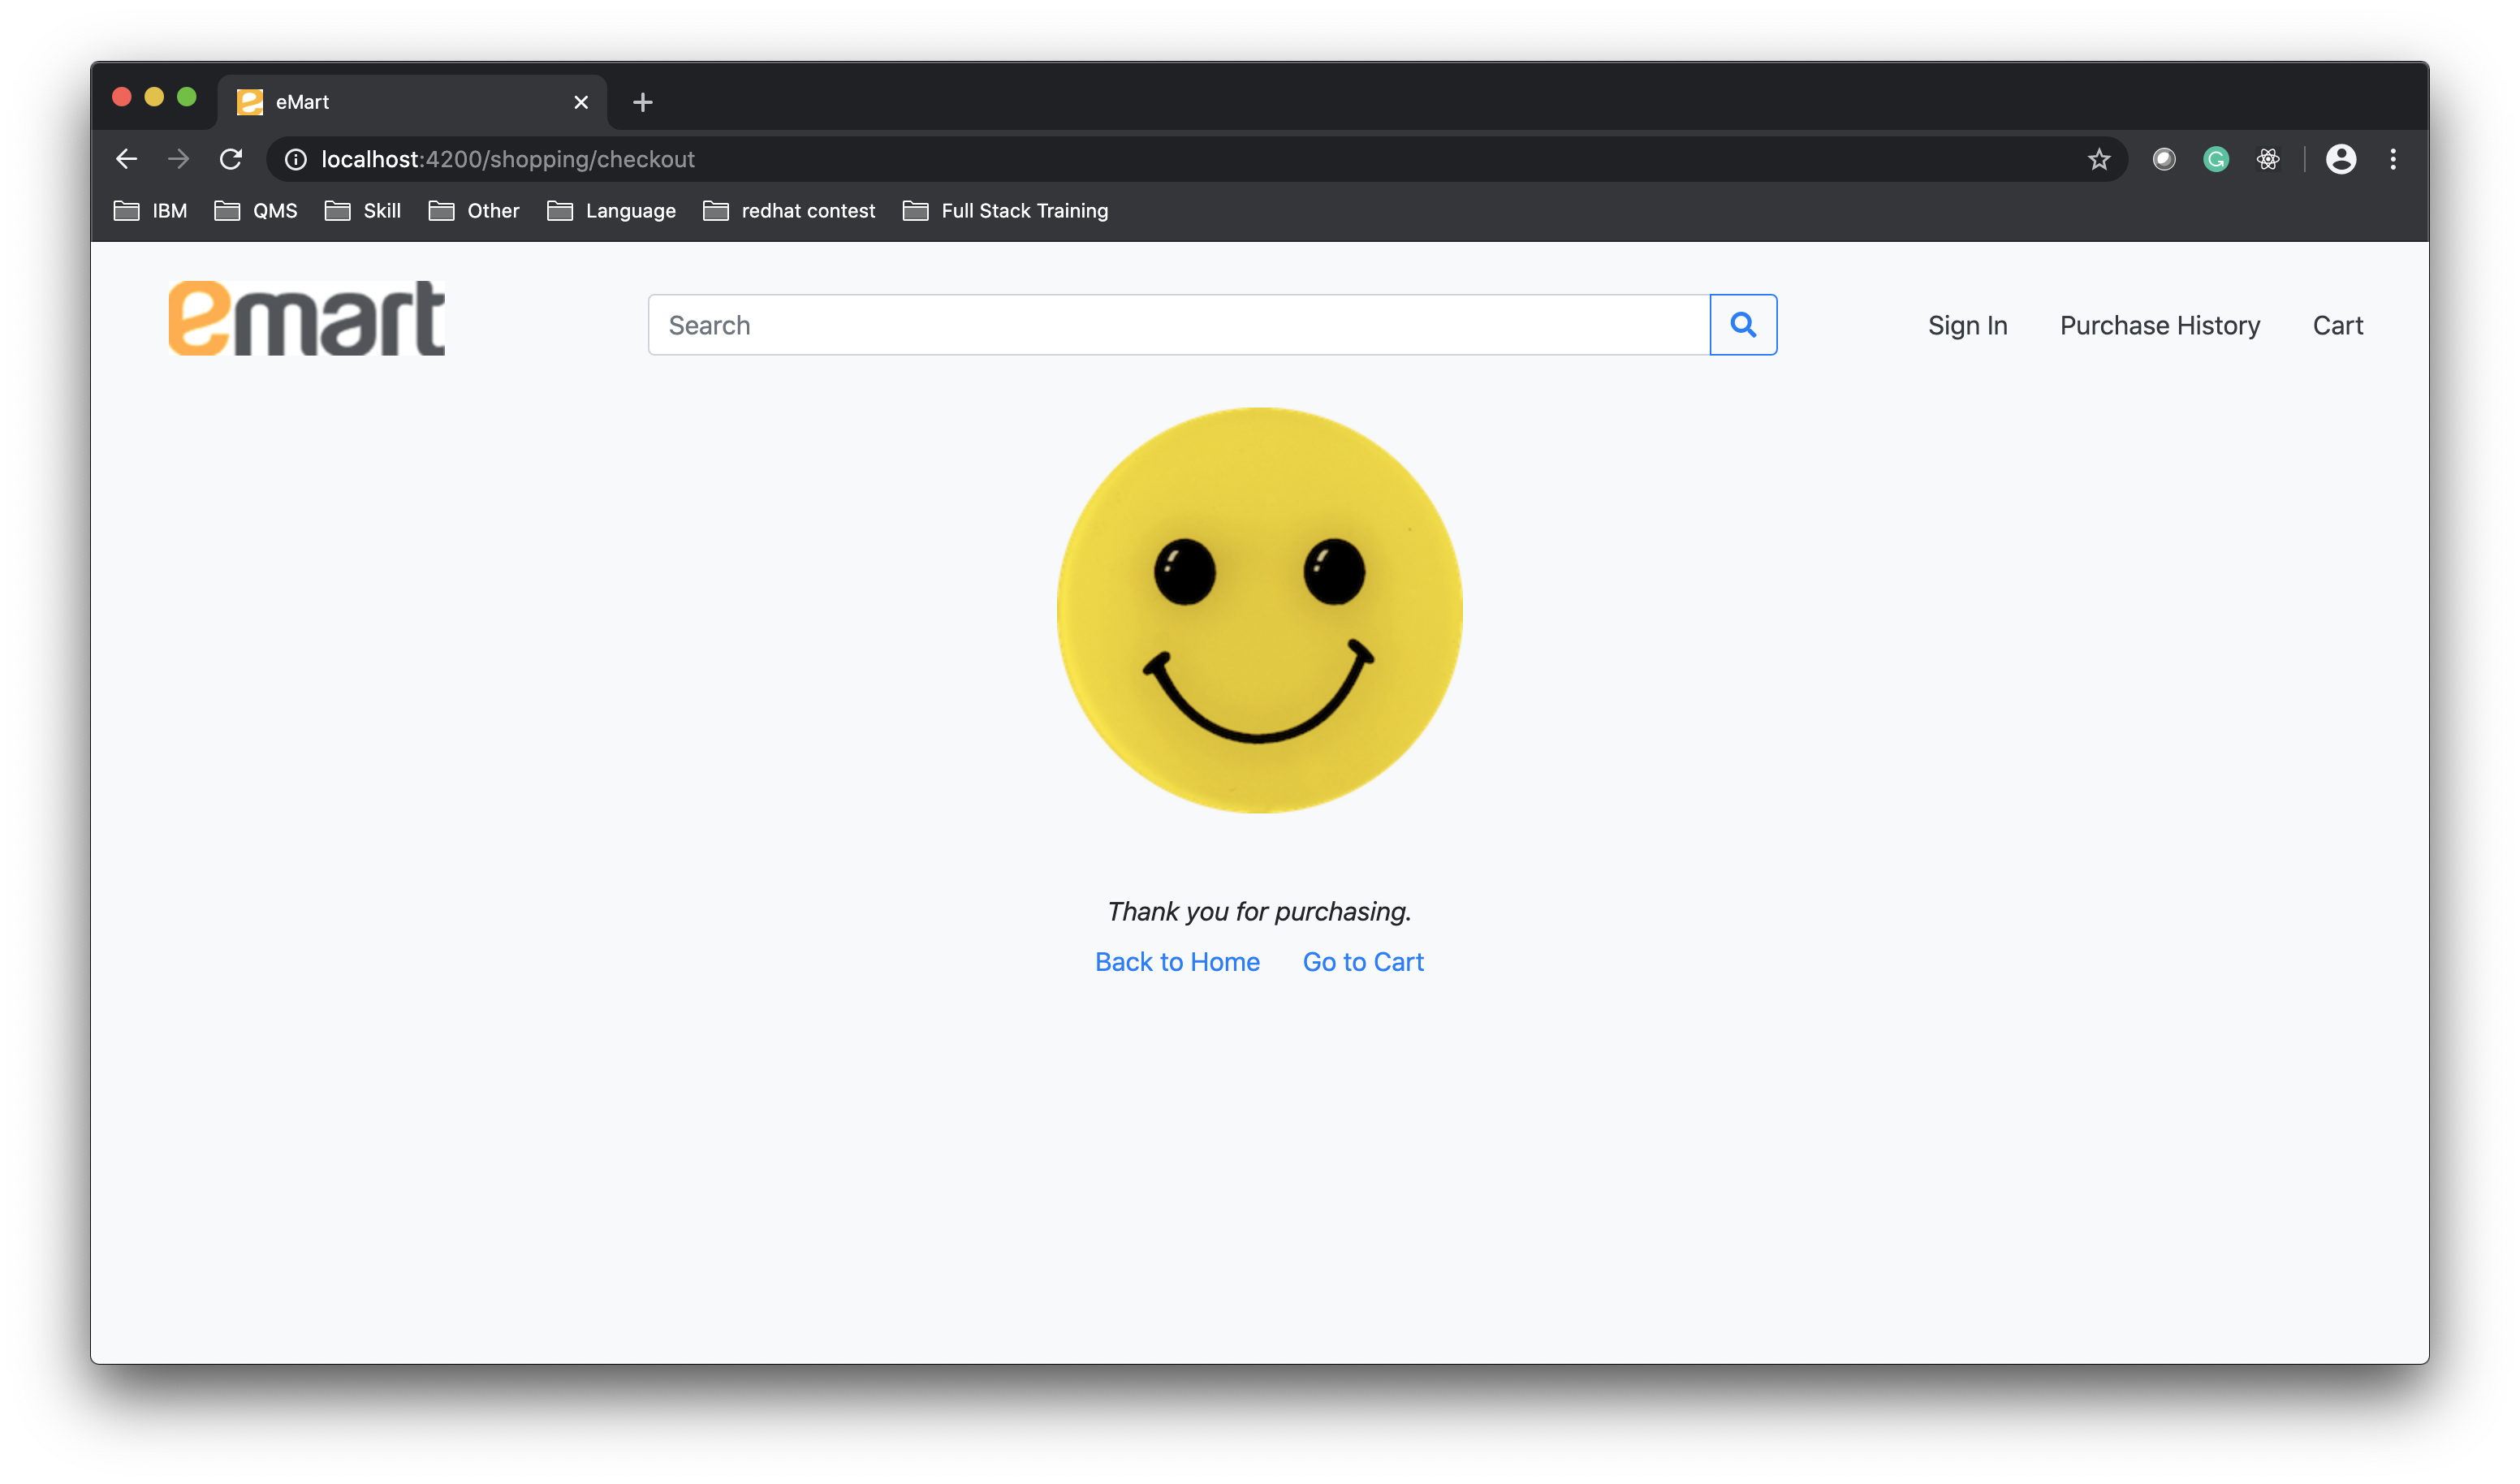 eMart
localhost:4200/shopping/checkout
IBM QMS Skill Other Language redhat contest Full Stack Training
emart
Search
Sign In Purchase History Cart
Thank you for purchasing.
Back to Home Go to Cart